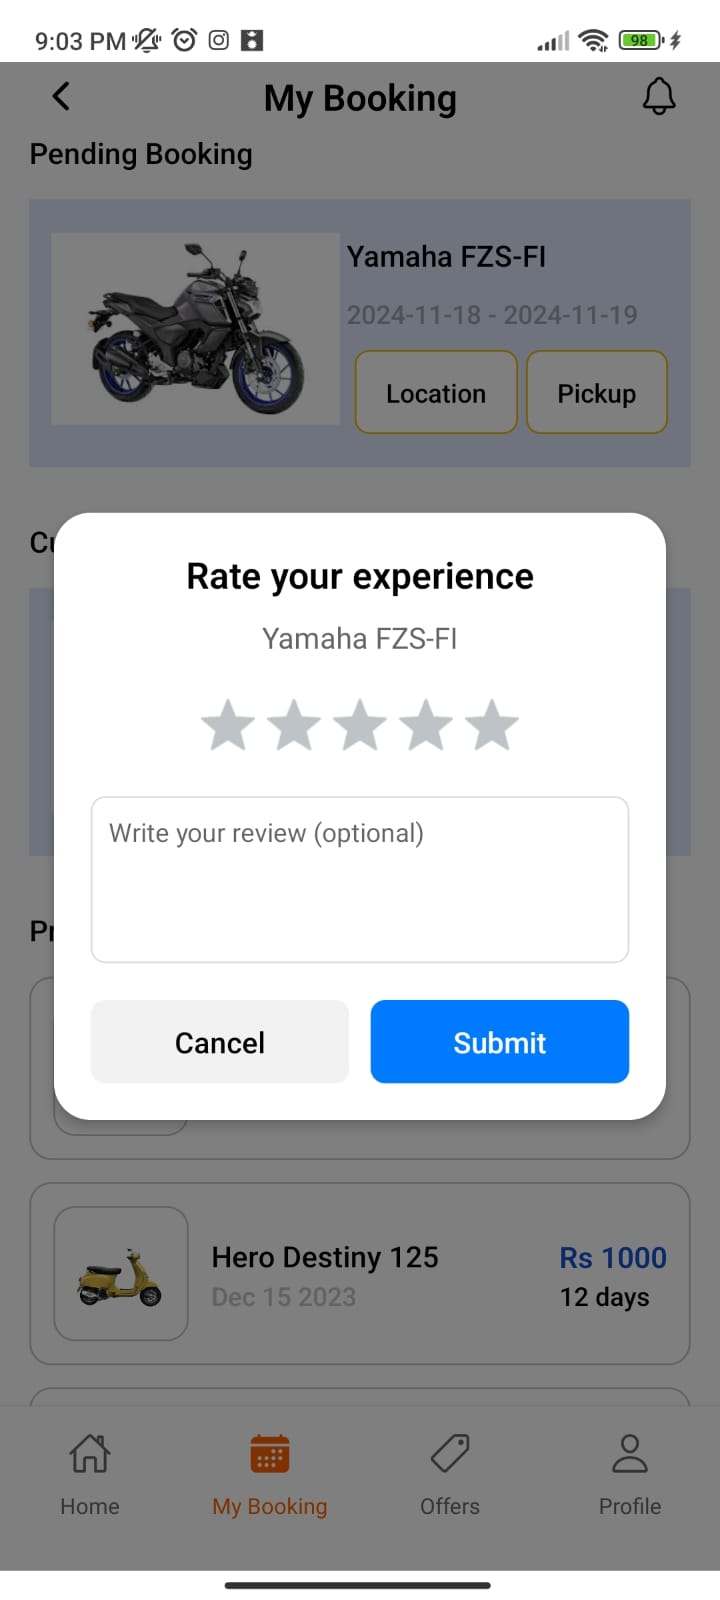 9:03 PM
98
My Booking
Pending Booking
Yamaha FZS-FI
2024-11-18 - 2024-11-19
Location
Pickup
Rate your experience
Yamaha FZS-FI
Write your review (optional)
Cancel
Submit
Hero Destiny 125
Rs 1000
Dec 15 2023
12 days
Home
My Booking
Offers
Profile